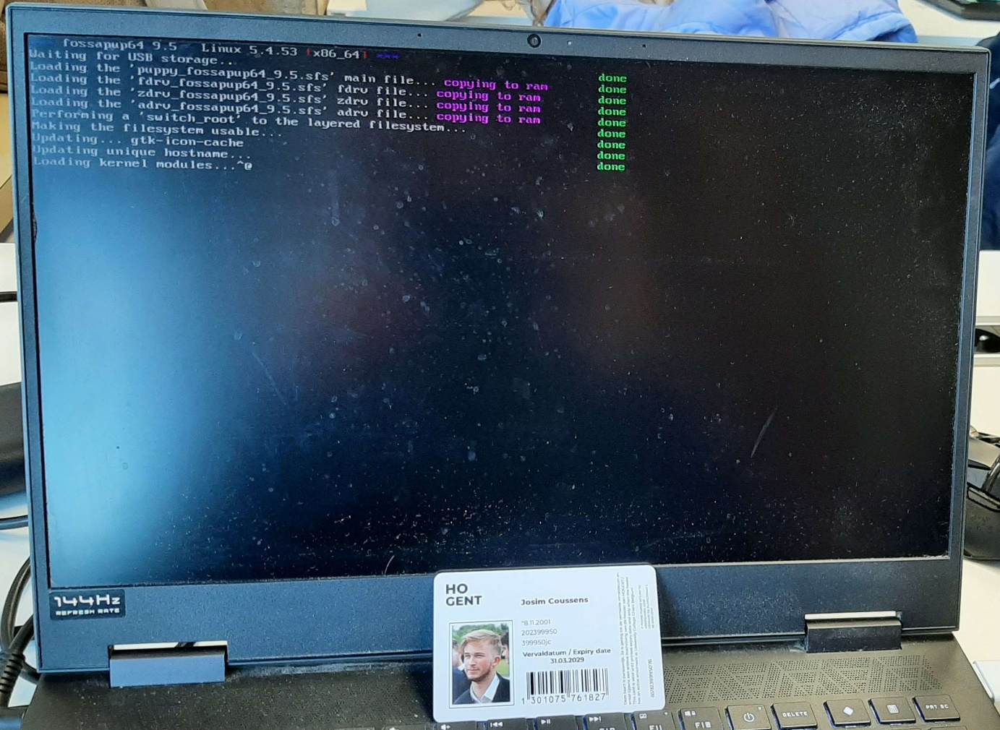 fossapup64 9.5   Linux 5.4.53 [x86_64] ***
Waiting for USB storage...   done
Loading the 'puppy_fossapup64_9.5.sfs' main file... copying to ram   done
Loading the 'fdrv_fossapup64_9.5.sfs' fdrv file... copying to ram   done
Loading the 'zdrv_fossapup64_9.5.sfs' zdrv file... copying to ram   done
Loading the 'adrv_fossapup64_9.5.sfs' adrv file... copying to ram   done
Performing a 'switch_root' to the layered filesystem...   done
Making the filesystem usable...   done
Updating... gtk-icon-cache   done
Updating unique hostname...   done
Loading kernel modules...^@
144Hz
REFRESH RATE
HO
GENT
Josim Coussens
°8.11.2001
202399950
399950jc
Vervaldatum / Expiry date
31.03.2029
1 301075 761827
F11
F12
DELETE
PRT SC